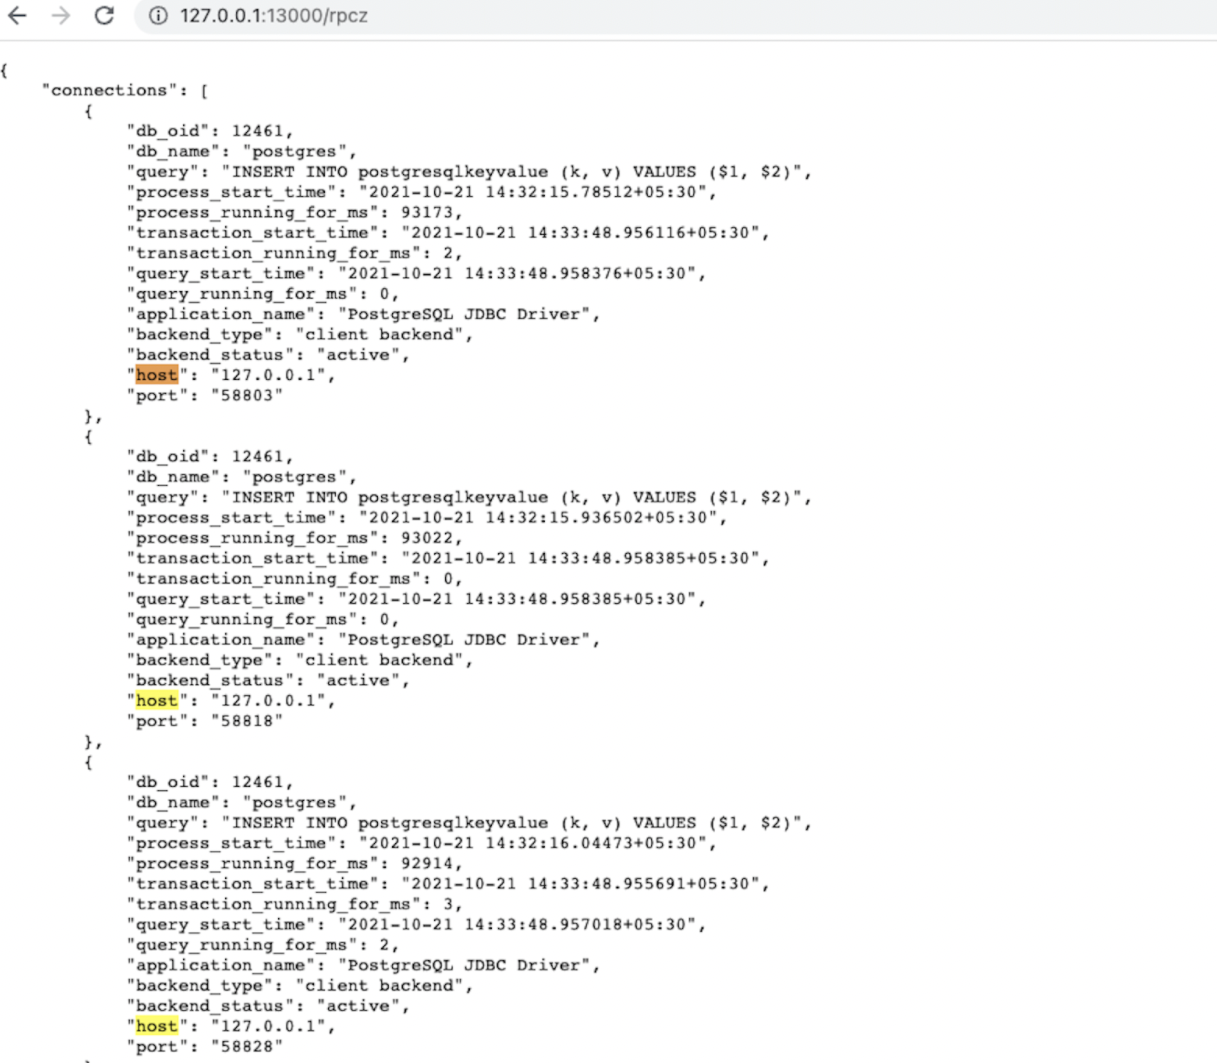 127.0.0.1:13000/rpcz
{
"connections": [
{
"db_oid": 12461,
"db_name": "postgres",
"query": "INSERT INTO postgresqlkeyvalue (k, v) VALUES ($1, $2)",
"process_start_time": "2021-10-21 14:32:15.78512+05:30",
"process_running_for_ms": 93173,
"transaction_start_time": "2021-10-21 14:33:48.956116+05:30",
"transaction_running_for_ms": 2,
"query_start_time": "2021-10-21 14:33:48.958376+05:30",
"query_running_for_ms": 0,
"application_name": "PostgreSQL JDBC Driver",
"backend_type": "client backend",
"backend_status": "active",
"host": "127.0.0.1",
"port": "58803"
},
{
"db_oid": 12461,
"db_name": "postgres",
"query": "INSERT INTO postgresqlkeyvalue (k, v) VALUES ($1, $2)",
"process_start_time": "2021-10-21 14:32:15.936502+05:30",
"process_running_for_ms": 93022,
"transaction_start_time": "2021-10-21 14:33:48.958385+05:30",
"transaction_running_for_ms": 0,
"query_start_time": "2021-10-21 14:33:48.958385+05:30",
"query_running_for_ms": 0,
"application_name": "PostgreSQL JDBC Driver",
"backend_type": "client backend",
"backend_status": "active",
"host": "127.0.0.1",
"port": "58818"
},
{
"db_oid": 12461,
"db_name": "postgres",
"query": "INSERT INTO postgresqlkeyvalue (k, v) VALUES ($1, $2)",
"process_start_time": "2021-10-21 14:32:16.04473+05:30",
"process_running_for_ms": 92914,
"transaction_start_time": "2021-10-21 14:33:48.955691+05:30",
"transaction_running_for_ms": 3,
"query_start_time": "2021-10-21 14:33:48.957018+05:30",
"query_running_for_ms": 2,
"application_name": "PostgreSQL JDBC Driver",
"backend_type": "client backend",
"backend_status": "active",
"host": "127.0.0.1",
"port": "58828"